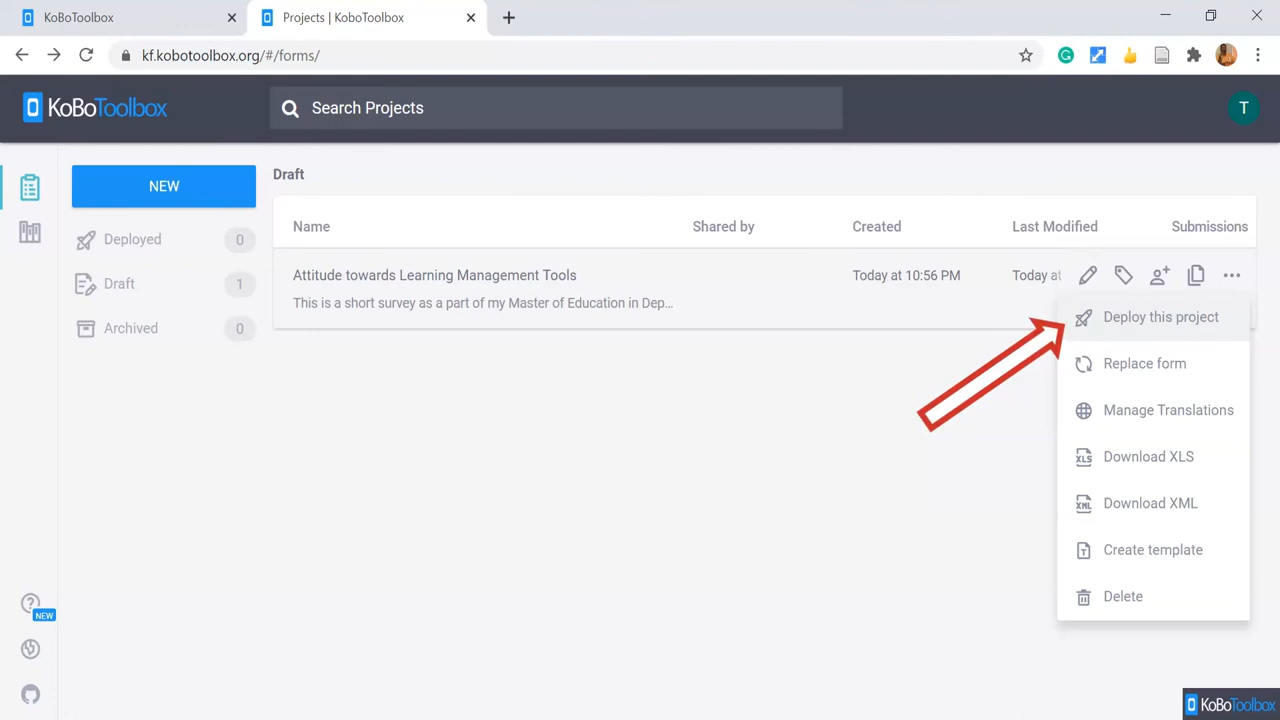 KoBoToolbox
Projects | KoboToolbox
kf.kobotoolbox.org/#/forms/
KoBoToolbox
Search Projects
T
NEW
Deployed 0
Draft 1
Archived 0
Draft
Name Shared by Created Last Modified Submissions
Attitude towards Learning Management Tools Today at 10:56 PM Today at
This is a short survey as a part of my Master of Education in Dep...
Deploy this project
Replace form
Manage Translations
XLS Download XLS
XML Download XML
T Create template
Delete
NEW
KoBoToolbox